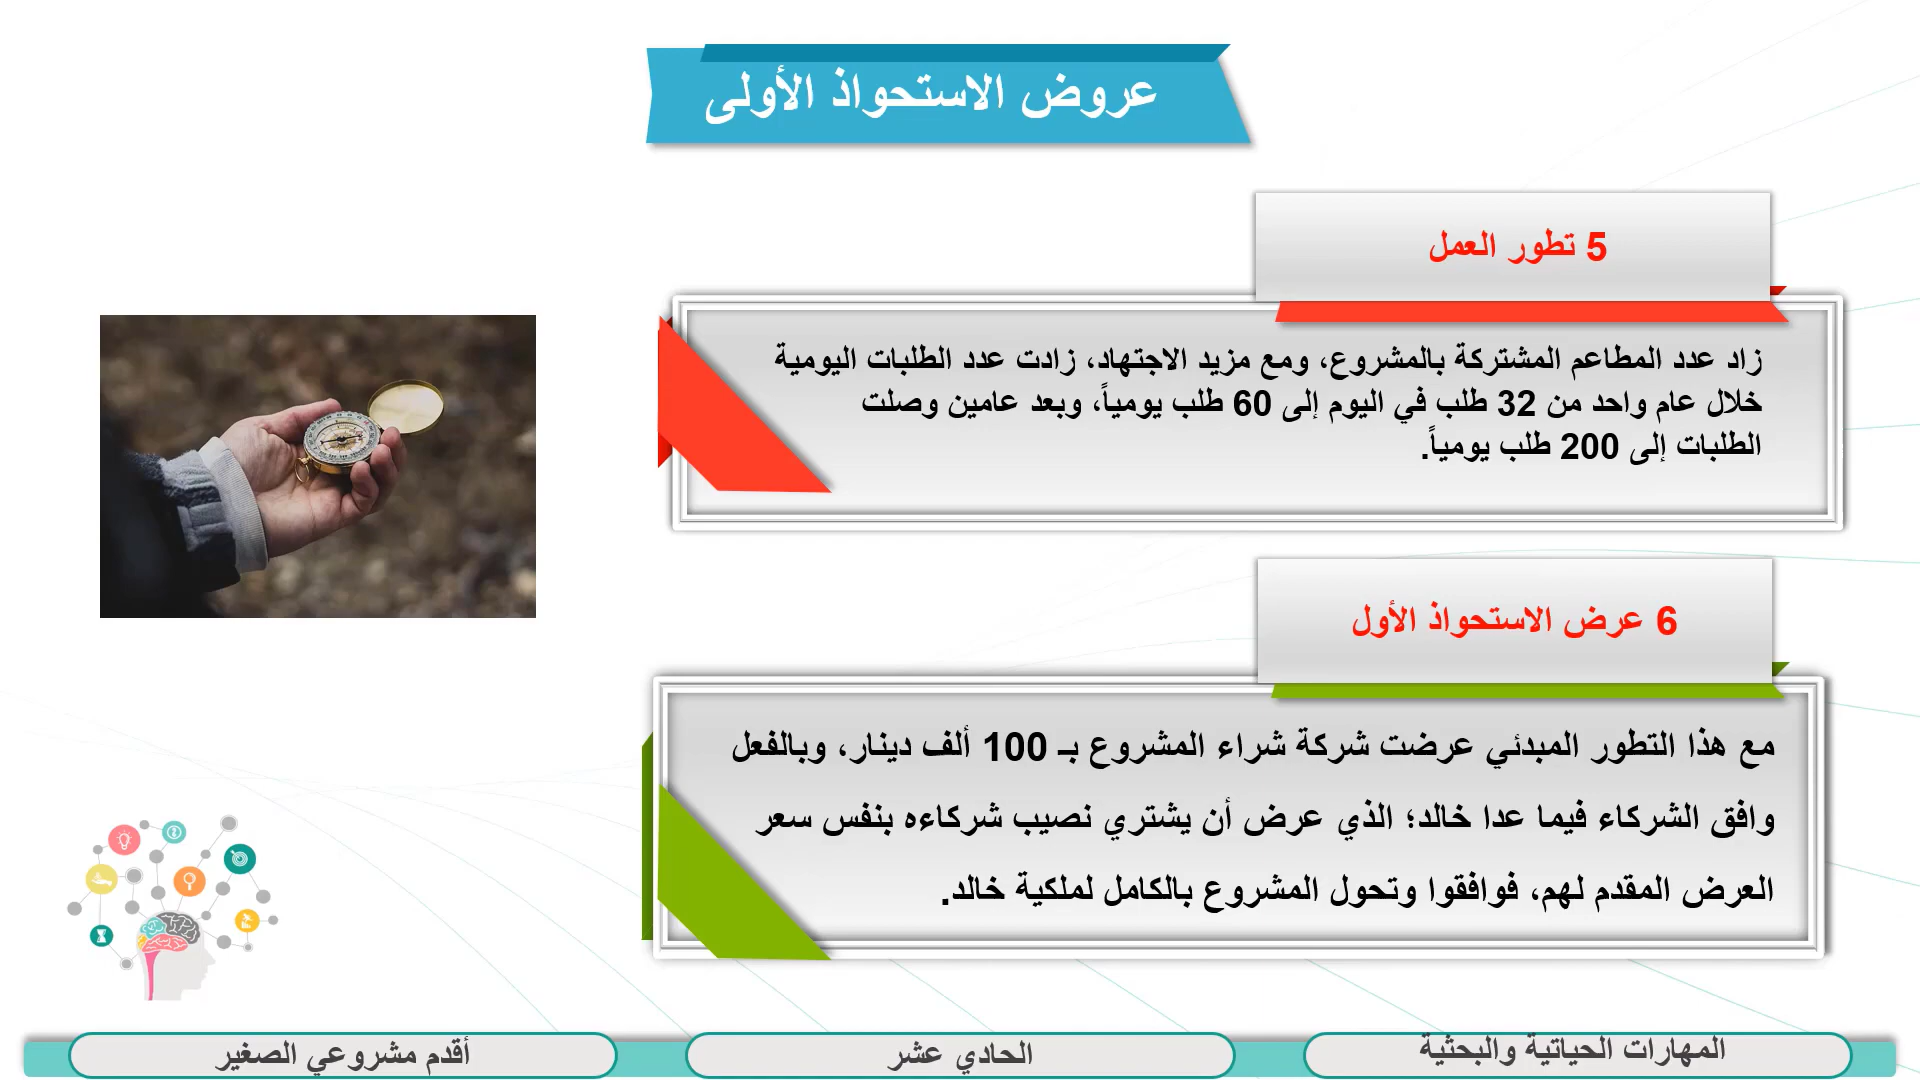 عروض الاستحواذ الأولى
5 تطور العمل
زاد عدد المطاعم المشتركة بالمشروع، ومع مزيد الاجتهاد، زادت عدد الطلبات اليومية
خلال عام واحد من 32 طلب في اليوم إلى 60 طلب يومياً، وبعد عامين وصلت
الطلبات إلى 200 طلب يومياً.
6 عرض الاستحواذ الأول
مع هذا التطور المبدئي عرضت شركة شراء المشروع بـ 100 ألف دينار، وبالفعل
وافق الشركاء فيما عدا خالد؛ الذي عرض أن يشتري نصيب شركاءه بنفس سعر
العرض المقدم لهم، فوافقوا وتحول المشروع بالكامل لملكية خالد.
المهارات الحياتية والبحثية
الحادي عشر
أقدم مشروعي الصغير